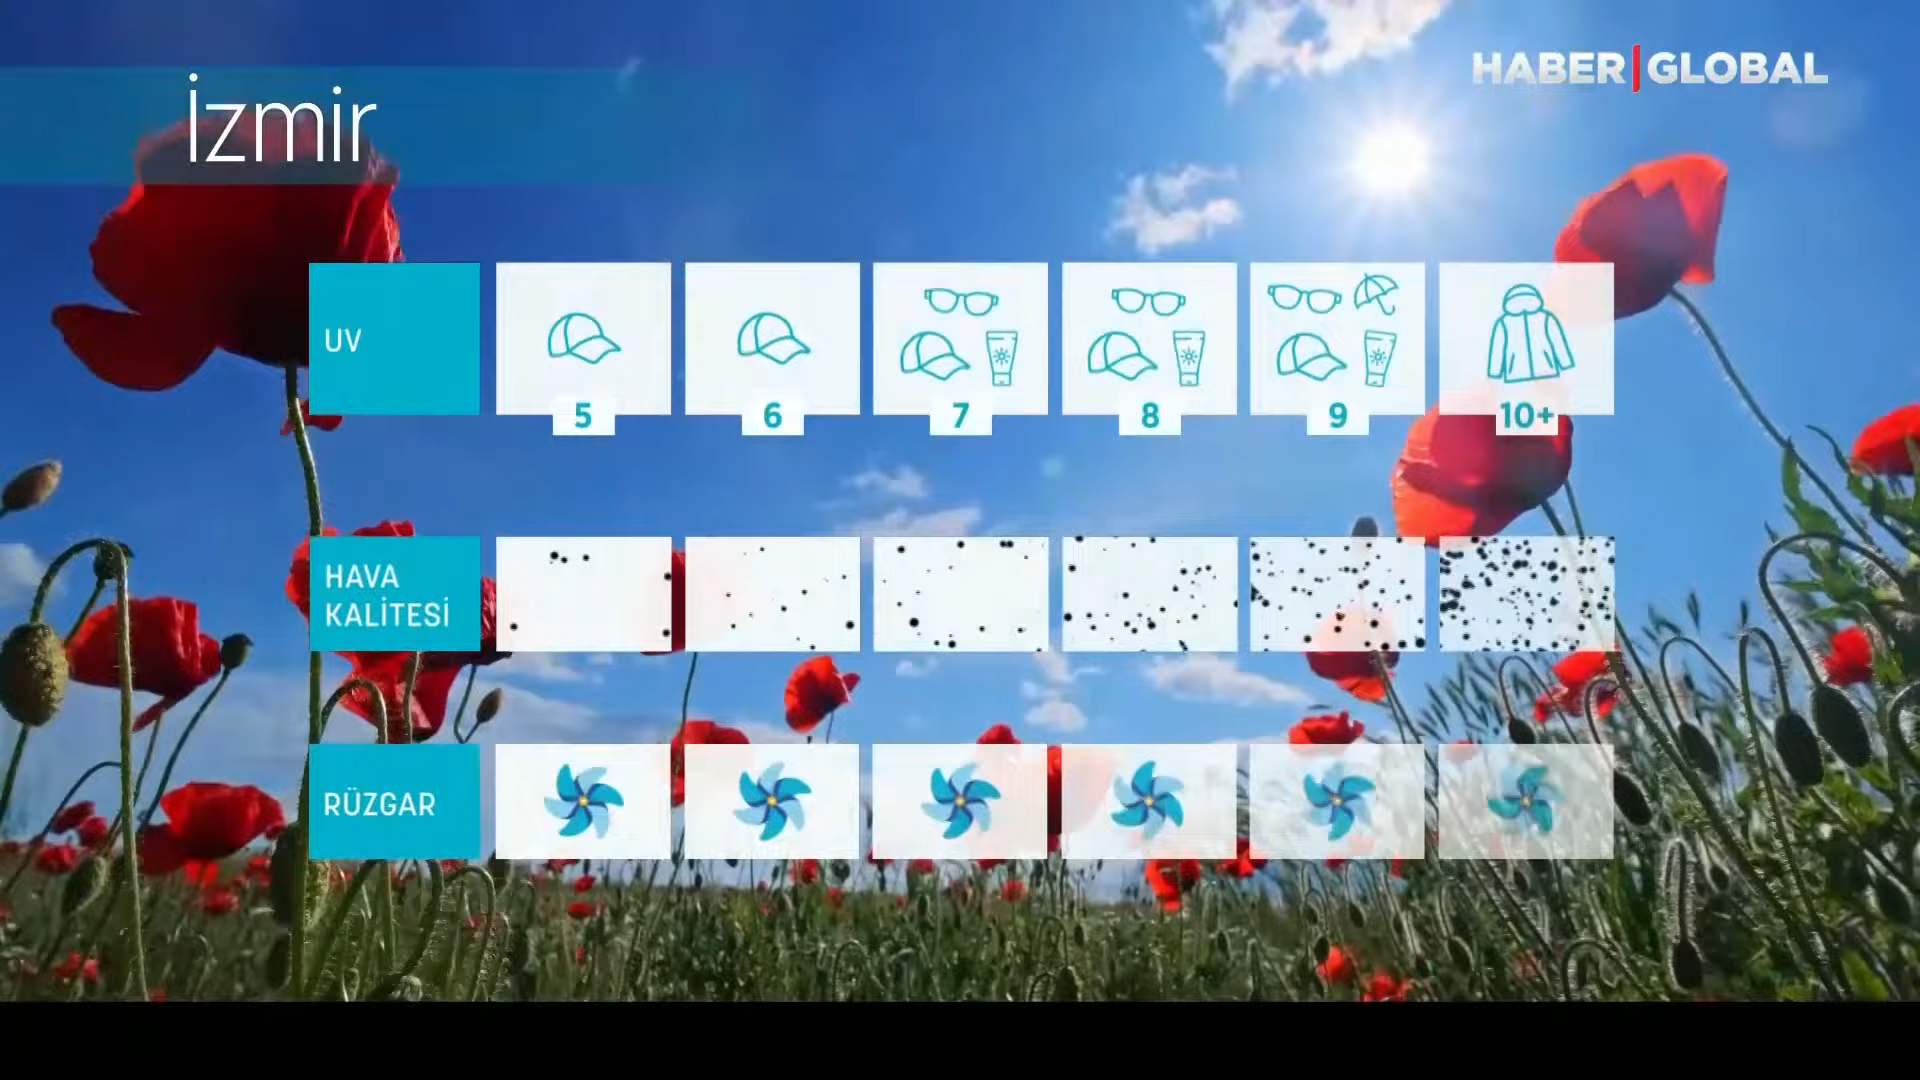 İzmir
HABER|GLOBAL
UV
5
6
7
8
9
10+
HAVA
KALİTESİ
RÜZGAR